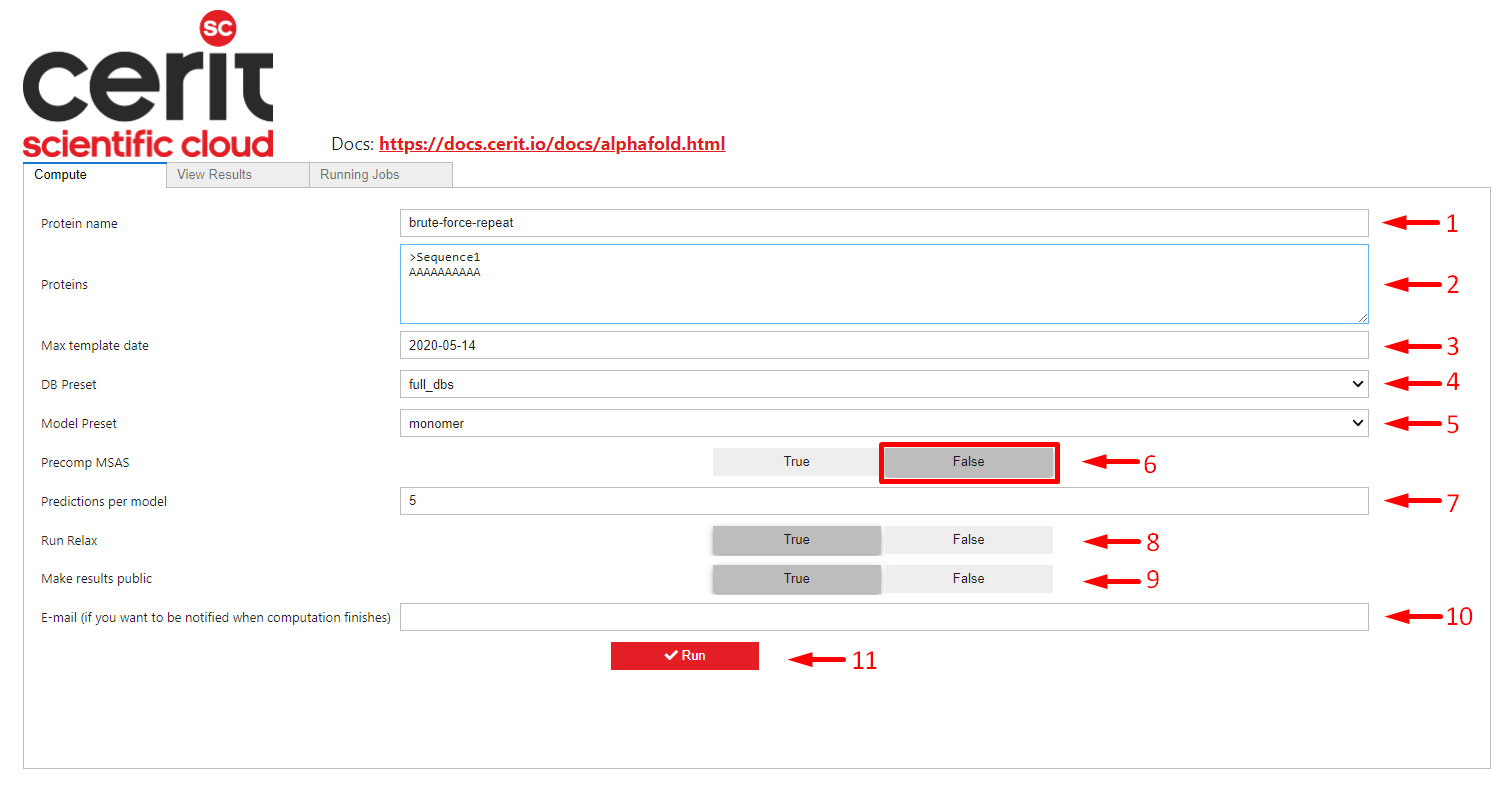 sc
cerit
scientific cloud
Docs: https://docs.cerit.io/docs/alphafold.html
Compute View Results Running Jobs
Protein name brute-force-repeat 1
Proteins >Sequence1
AAAAAAAAAA
2
Max template date 2020-05-14 3
DB Preset full_dbs 4
Model Preset monomer 5
Precomp MSAS True False 6
Predictions per model 5 7
Run Relax True False 8
Make results public True False 9
E-mail (if you want to be notified when computation finishes) 10
Run 11